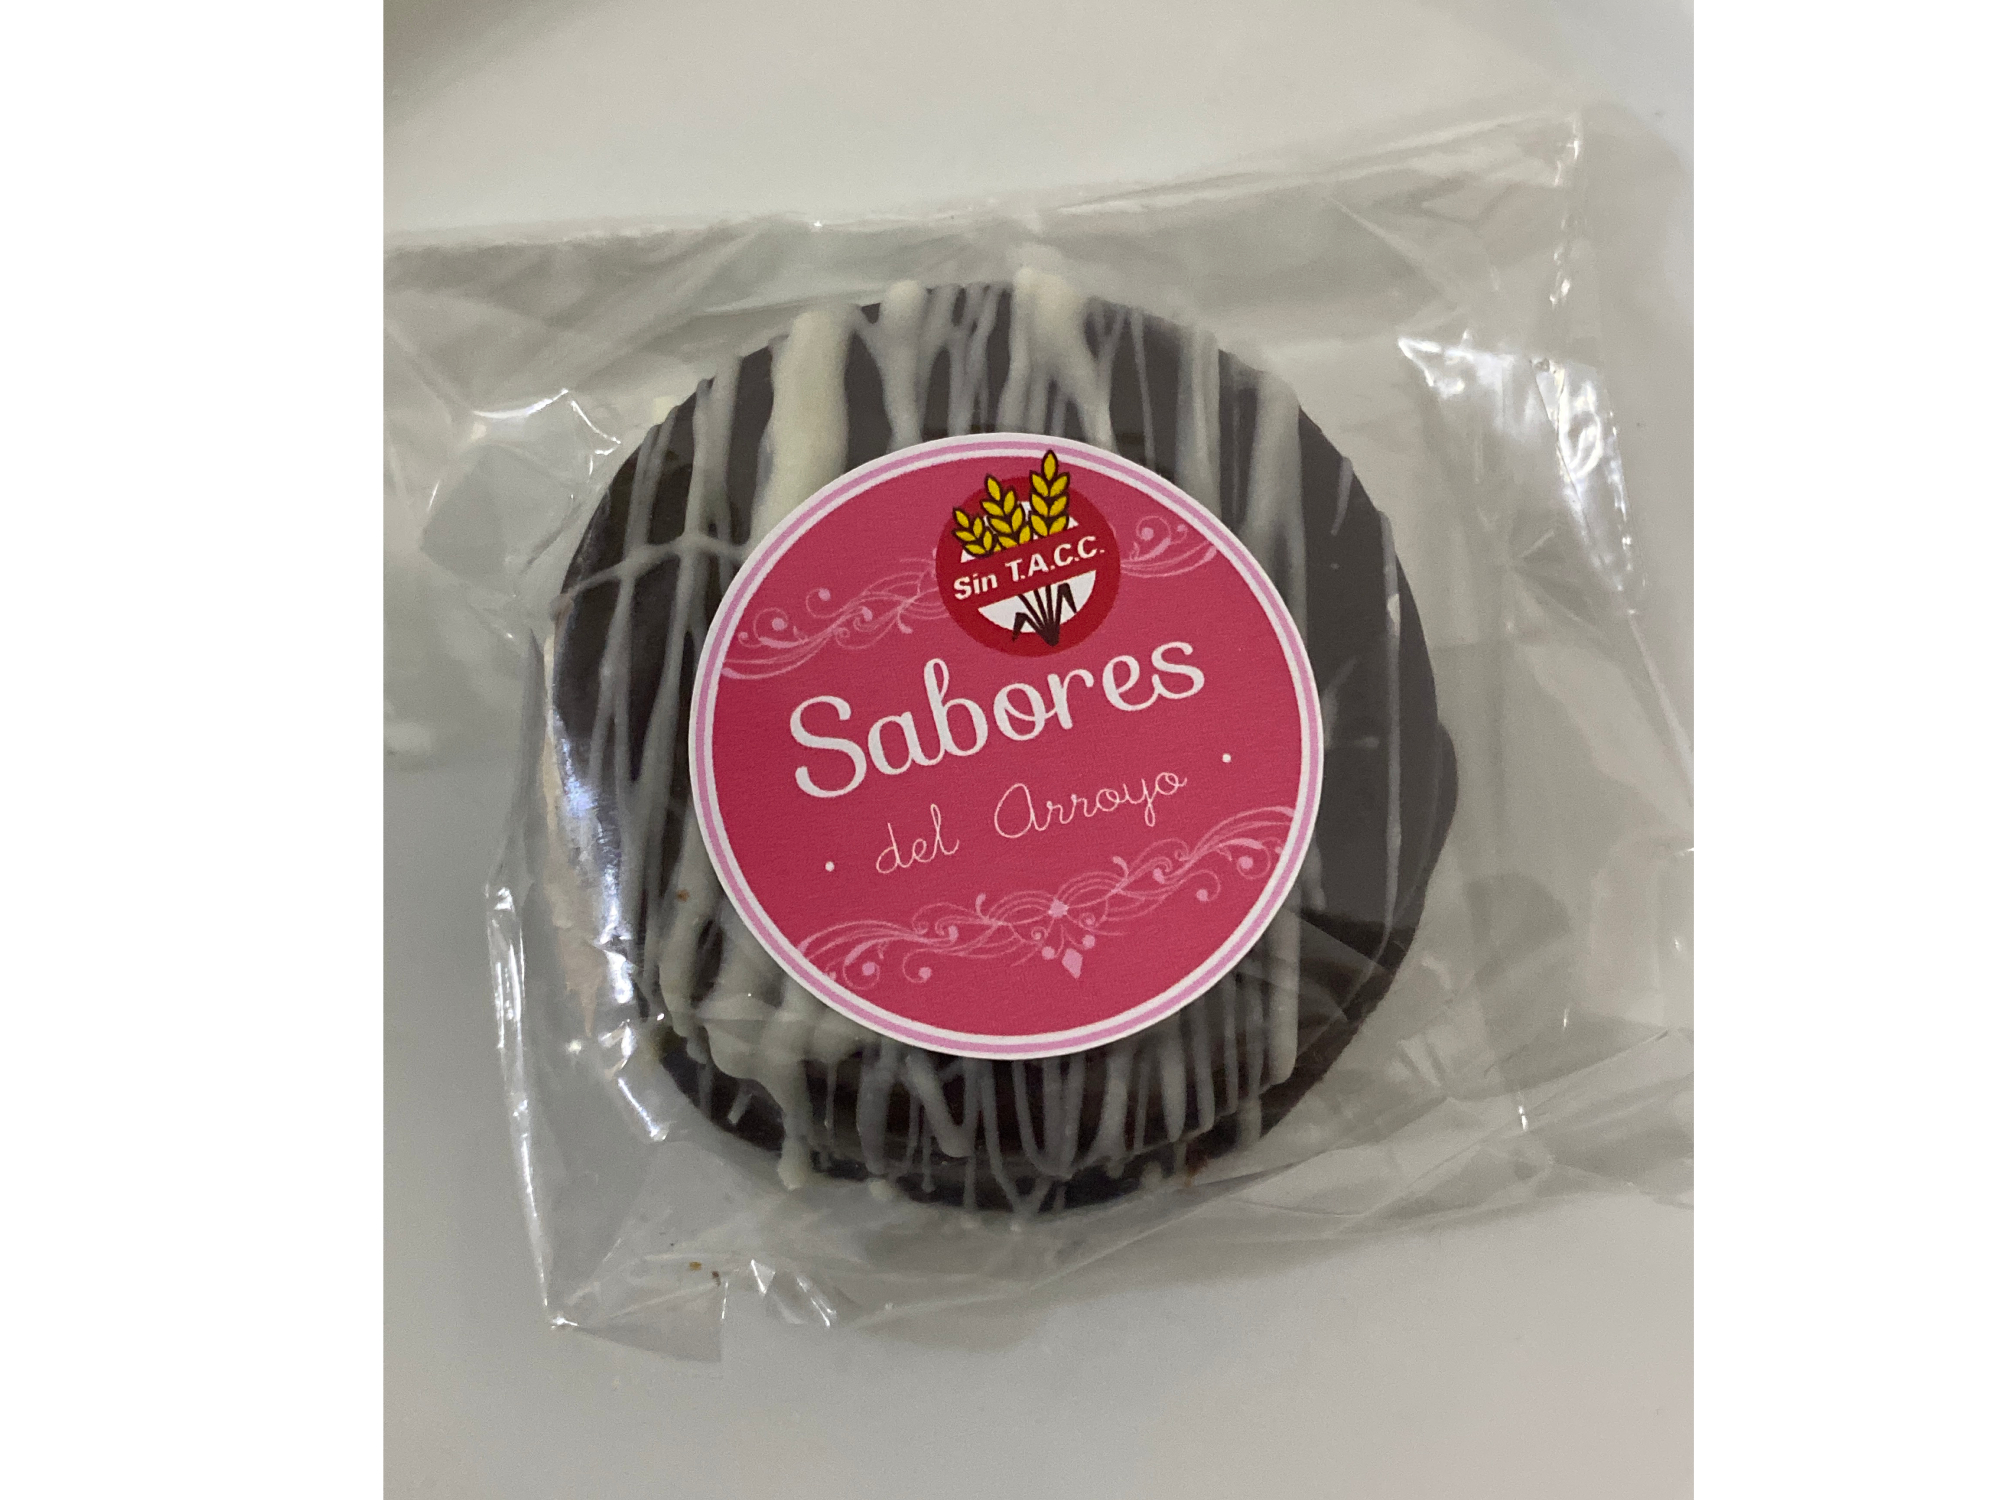 Sin T.A.C.C.
Sabores
• del Arroyo •